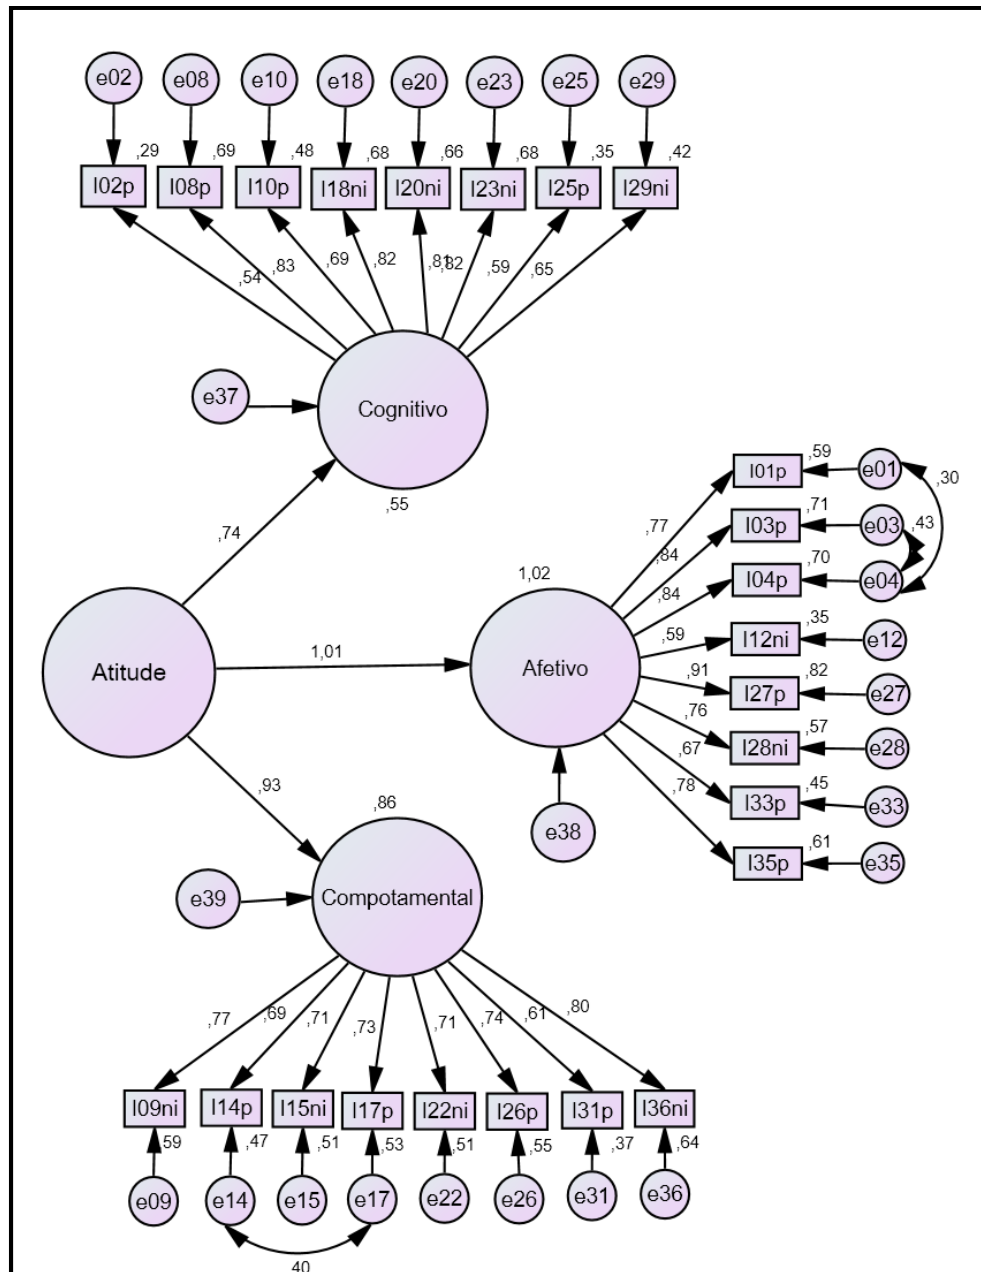 e02 e08 e10 e18 e20 e23 e25 e29
,29 ,69 ,48 ,68 ,66 ,68 ,35 ,42
I02p I08p I10p I18ni I20ni I23ni I25p I29ni
,54 ,83 ,69 ,82 ,81 ,82 ,59 ,65
e37
Cognitivo
,55
,74
Atitude
1,01
1,02
Afetivo
e38
,77
,84
,84
,59
,91
,76
,67
,78
I01p ,59 e01
I03p ,71 e03
I04p ,70 e04
I12ni ,35 e12
I27p ,82 e27
I28ni ,57 e28
I33p ,45 e33
I35p ,61 e35
,30
,43
,93
,86
e39
Compotamental
,77 ,69 ,71 ,73 ,71 ,74 ,61 ,80
I09ni I14p I15ni I17p I22ni I26p I31p I36ni
,59 ,47 ,51 ,53 ,51 ,55 ,37 ,64
e09 e14 e15 e17 e22 e26 e31 e36
,40